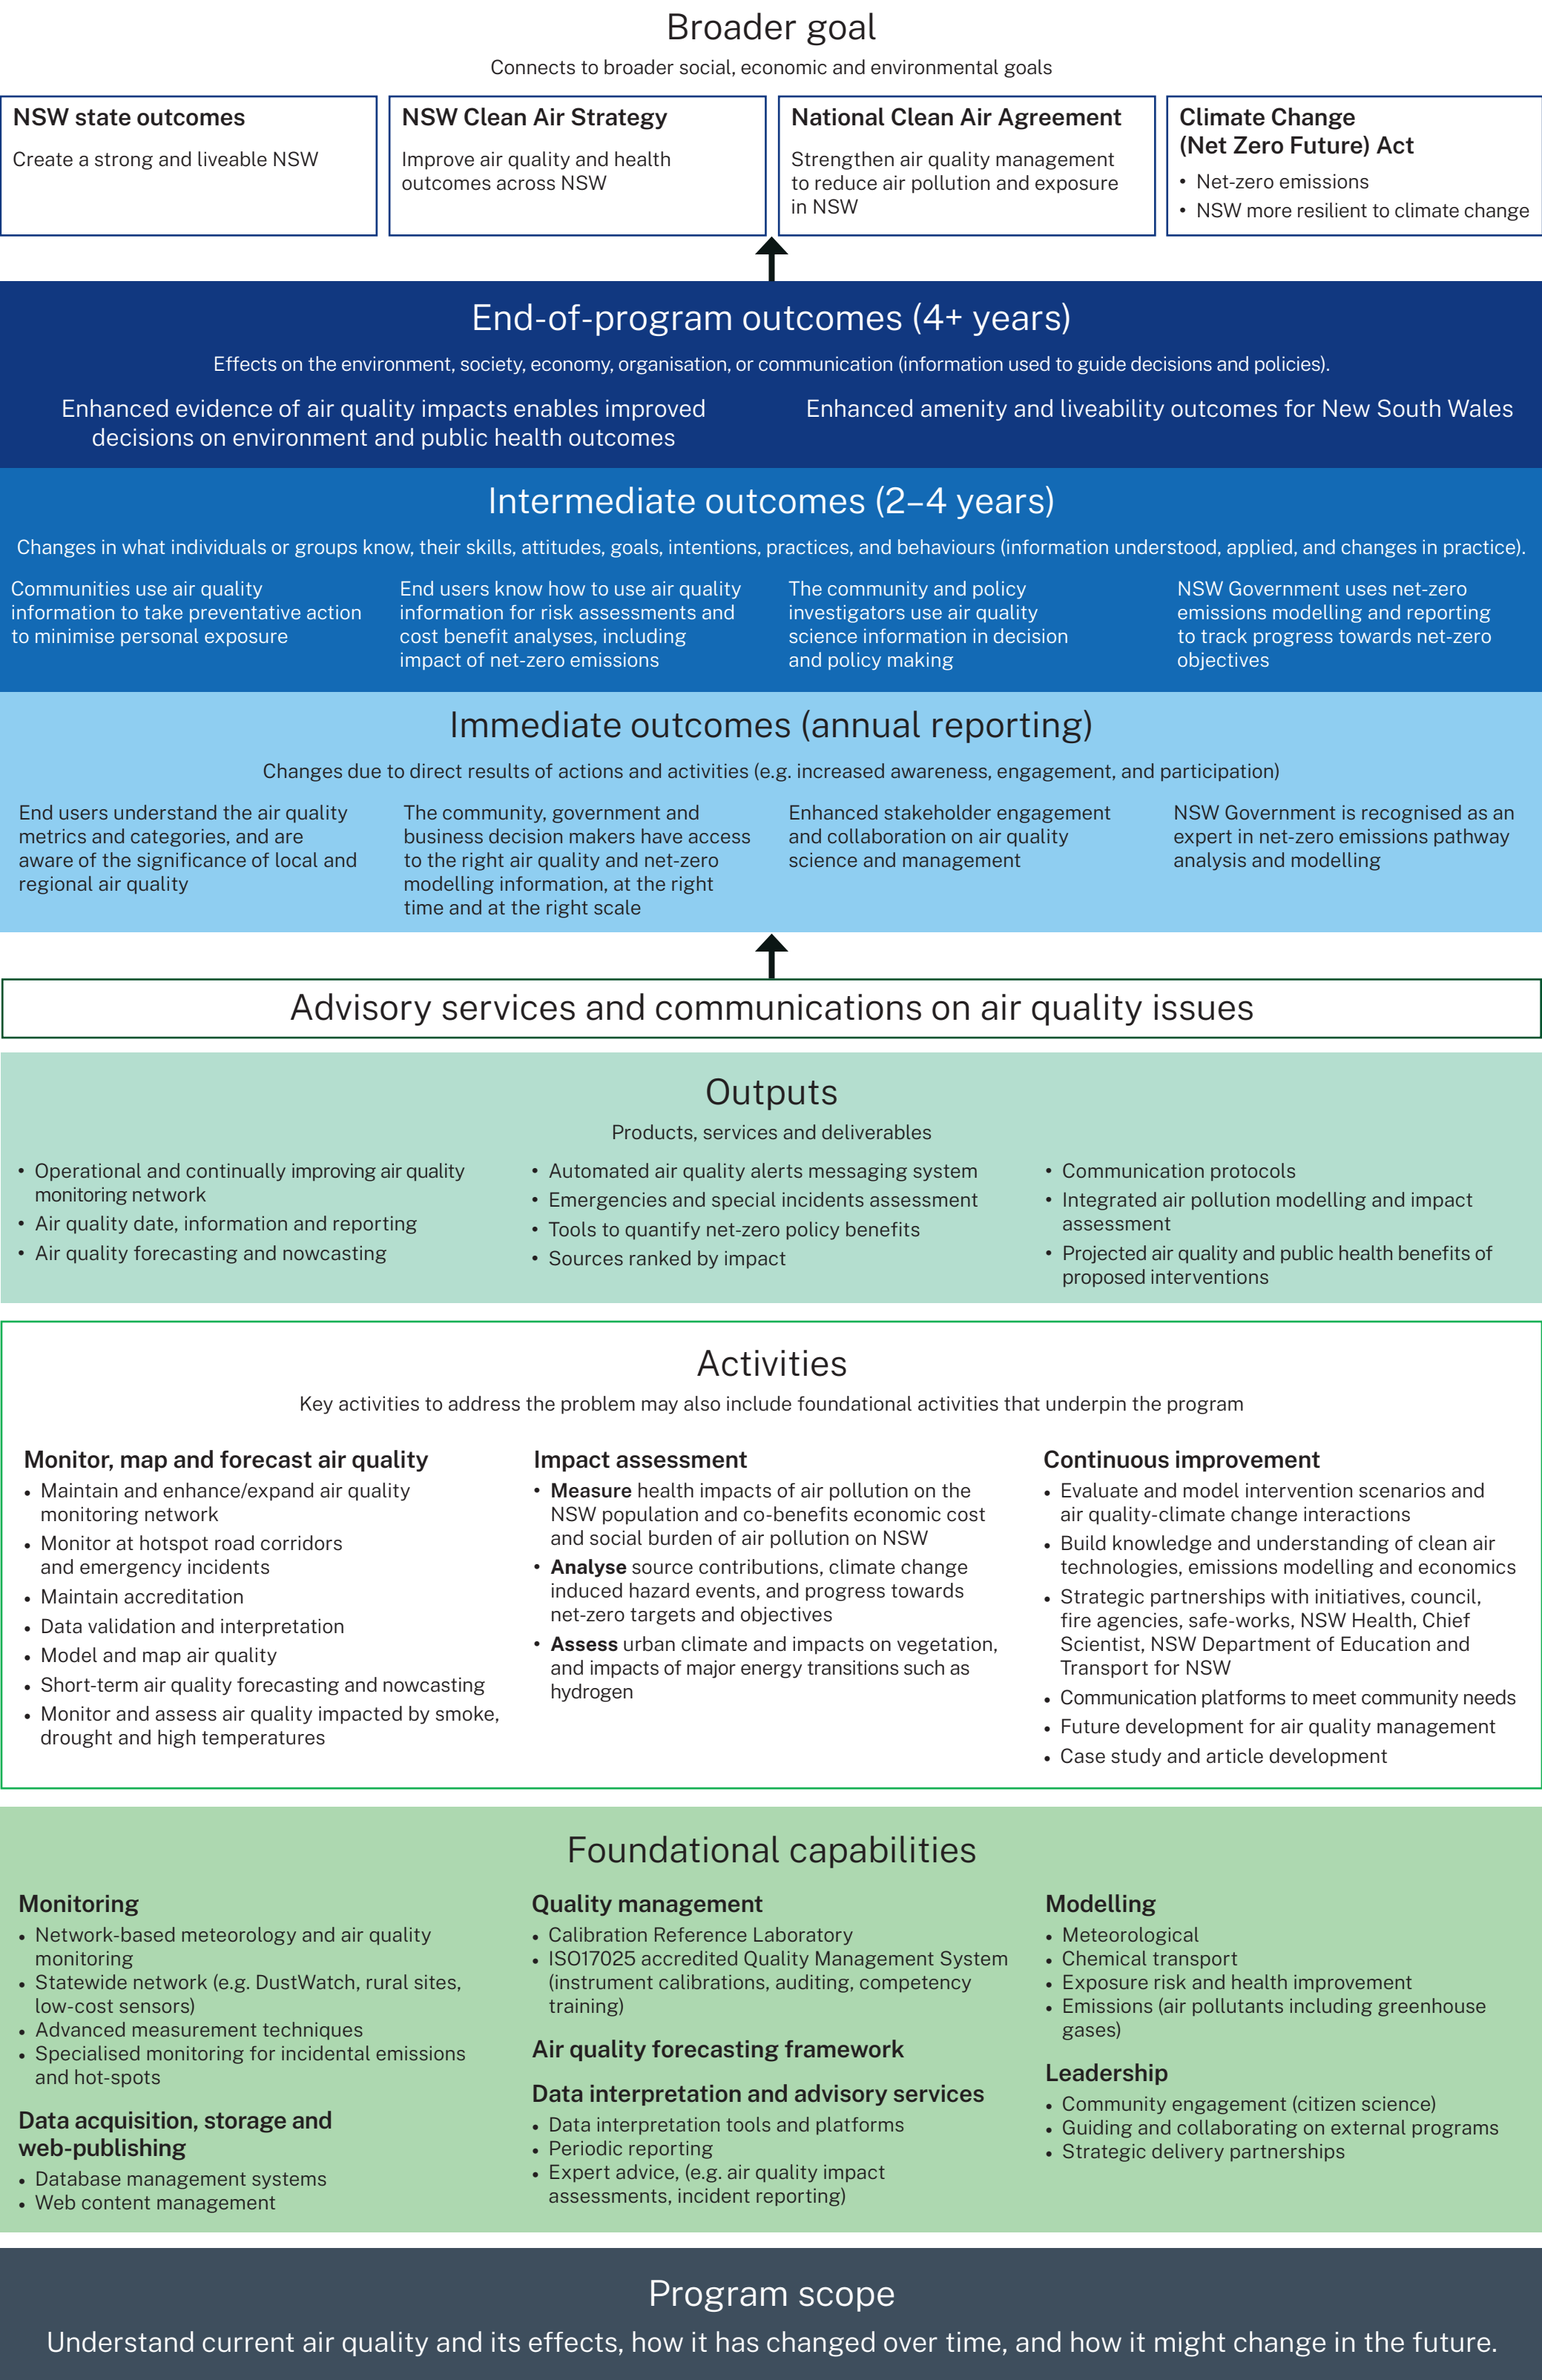 Broader goal
Connects to broader social, economic and environmental goals
NSW state outcomes
Create a strong and liveable NSW
NSW Clean Air Strategy
Improve air quality and health
outcomes across NSW
National Clean Air Agreement
Strengthen air quality management
to reduce air pollution and exposure
in NSW
Climate Change
(Net Zero Future) Act
• Net-zero emissions
• NSW more resilient to climate change
End-of-program outcomes (4+ years)
Effects on the environment, society, economy, organisation, or communication (information used to guide decisions and policies).
Enhanced evidence of air quality impacts enables improved
decisions on environment and public health outcomes
Enhanced amenity and liveability outcomes for New South Wales
Intermediate outcomes (2–4 years)
Changes in what individuals or groups know, their skills, attitudes, goals, intentions, practices, and behaviours (information understood, applied, and changes in practice).
Communities use air quality
information to take preventative action
to minimise personal exposure
End users know how to use air quality
information for risk assessments and
cost benefit analyses, including
impact of net-zero emissions
The community and policy
investigators use air quality
science information in decision
and policy making
NSW Government uses net-zero
emissions modelling and reporting
to track progress towards net-zero
objectives
Immediate outcomes (annual reporting)
Changes due to direct results of actions and activities (e.g. increased awareness, engagement, and participation)
End users understand the air quality
metrics and categories, and are
aware of the significance of local and
regional air quality
The community, government and
business decision makers have access
to the right air quality and net-zero
modelling information, at the right
time and at the right scale
Enhanced stakeholder engagement
and collaboration on air quality
science and management
NSW Government is recognised as an
expert in net-zero emissions pathway
analysis and modelling
Advisory services and communications on air quality issues
Outputs
Products, services and deliverables
• Operational and continually improving air quality
monitoring network
• Air quality date, information and reporting
• Air quality forecasting and nowcasting
• Automated air quality alerts messaging system
• Emergencies and special incidents assessment
• Tools to quantify net-zero policy benefits
• Sources ranked by impact
• Communication protocols
• Integrated air pollution modelling and impact
assessment
• Projected air quality and public health benefits of
proposed interventions
Activities
Key activities to address the problem may also include foundational activities that underpin the program
Monitor, map and forecast air quality
• Maintain and enhance/expand air quality
monitoring network
• Monitor at hotspot road corridors
and emergency incidents
• Maintain accreditation
• Data validation and interpretation
• Model and map air quality
• Short-term air quality forecasting and nowcasting
• Monitor and assess air quality impacted by smoke,
drought and high temperatures
Impact assessment
• Measure health impacts of air pollution on the
NSW population and co-benefits economic cost
and social burden of air pollution on NSW
• Analyse source contributions, climate change
induced hazard events, and progress towards
net-zero targets and objectives
• Assess urban climate and impacts on vegetation,
and impacts of major energy transitions such as
hydrogen
Continuous improvement
• Evaluate and model intervention scenarios and
air quality-climate change interactions
• Build knowledge and understanding of clean air
technologies, emissions modelling and economics
• Strategic partnerships with initiatives, council,
fire agencies, safe-works, NSW Health, Chief
Scientist, NSW Department of Education and
Transport for NSW
• Communication platforms to meet community needs
• Future development for air quality management
• Case study and article development
Foundational capabilities
Monitoring
• Network-based meteorology and air quality
monitoring
• Statewide network (e.g. DustWatch, rural sites,
low-cost sensors)
• Advanced measurement techniques
• Specialised monitoring for incidental emissions
and hot-spots
Data acquisition, storage and
web-publishing
• Database management systems
• Web content management
Quality management
• Calibration Reference Laboratory
• ISO17025 accredited Quality Management System
(instrument calibrations, auditing, competency
training)
Air quality forecasting framework
Data interpretation and advisory services
• Data interpretation tools and platforms
• Periodic reporting
• Expert advice, (e.g. air quality impact
assessments, incident reporting)
Modelling
• Meteorological
• Chemical transport
• Exposure risk and health improvement
• Emissions (air pollutants including greenhouse
gases)
Leadership
• Community engagement (citizen science)
• Guiding and collaborating on external programs
• Strategic delivery partnerships
Program scope
Understand current air quality and its effects, how it has changed over time, and how it might change in the future.